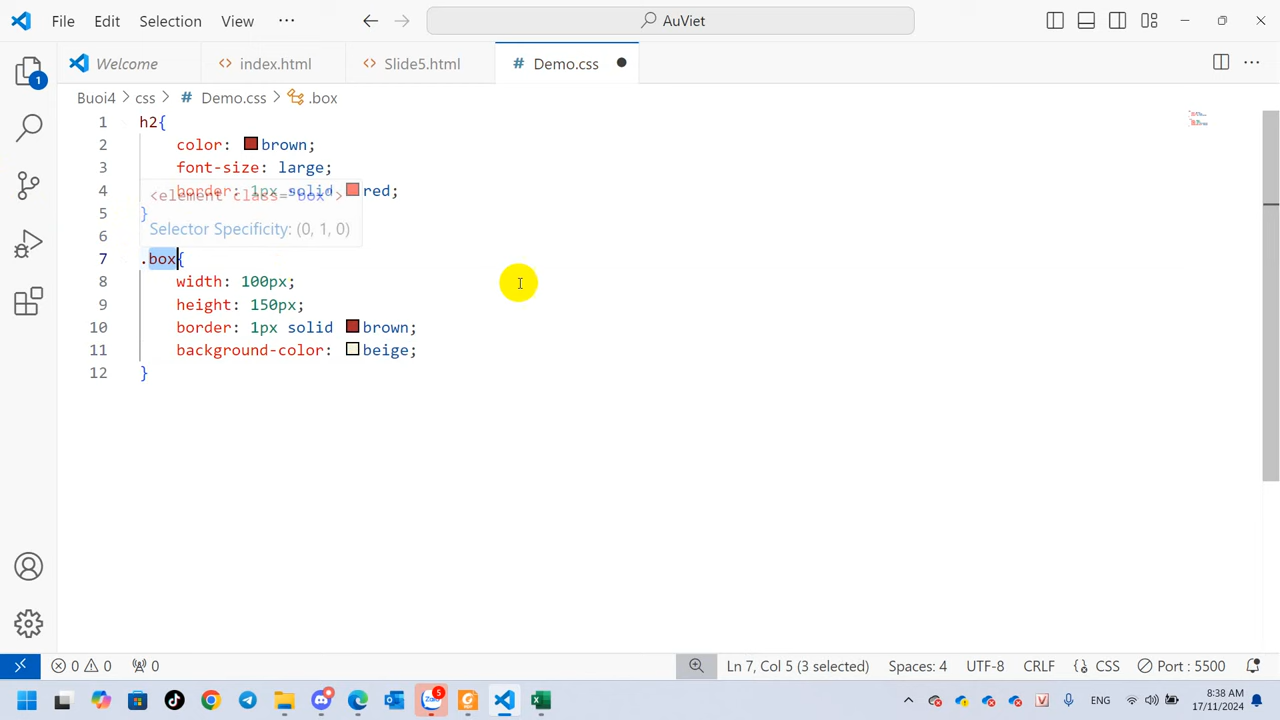 File Edit Selection View ··· AuViet
Welcome index.html Slide5.html # Demo.css
Buoi4 > css > # Demo.css > .box
1 h2{
2 color: brown;
3 font-size: large;
4 border: 1px solid red;
<element class="box">
5 }
6
Selector Specificity: (0, 1, 0)
7 .box{
8 width: 100px;
9 height: 150px;
10 border: 1px solid brown;
11 background-color: beige;
12 }
1
0 0 0 Ln 7, Col 5 (3 selected) Spaces: 4 UTF-8 CRLF {} CSS Port : 5500
Zalo 5 ENG 8:38 AM
17/11/2024